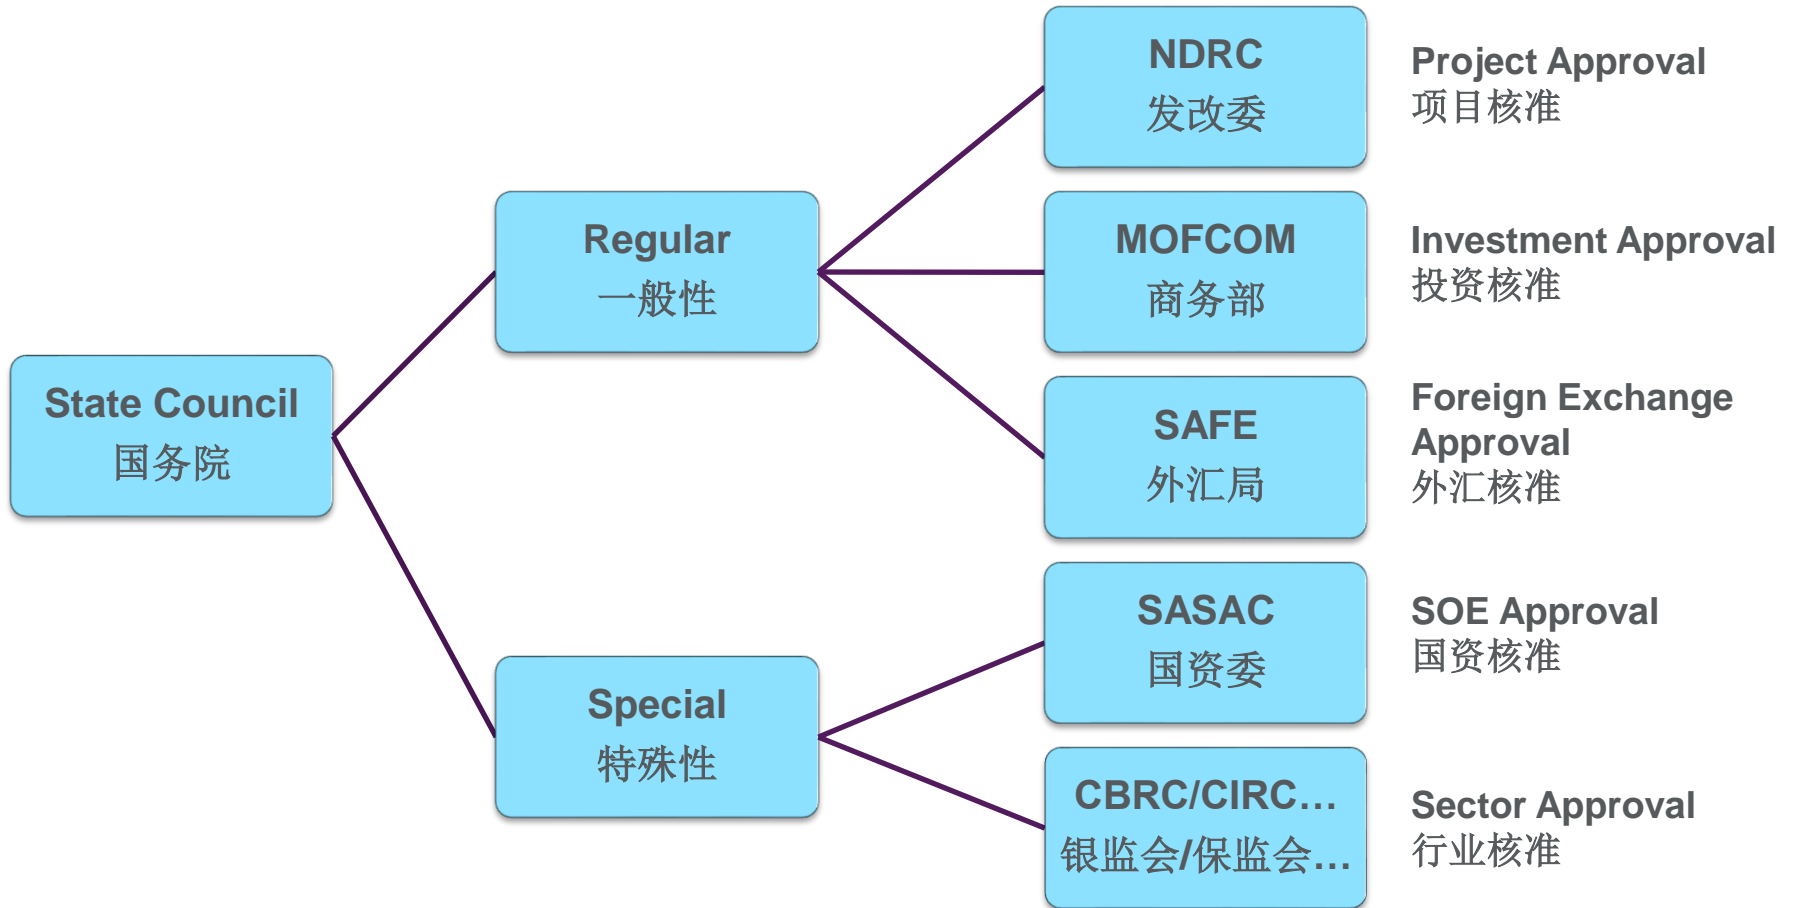 State Council
国务院
Regular
一般性
Special
特殊性
NDRC
发改委
Project Approval
项目核准
MOFCOM
商务部
Investment Approval
投资核准
SAFE
外汇局
Foreign Exchange
Approval
外汇核准
SASAC
国资委
SOE Approval
国资核准
CBRC/CIRC...
银监会/保监会...
Sector Approval
行业核准